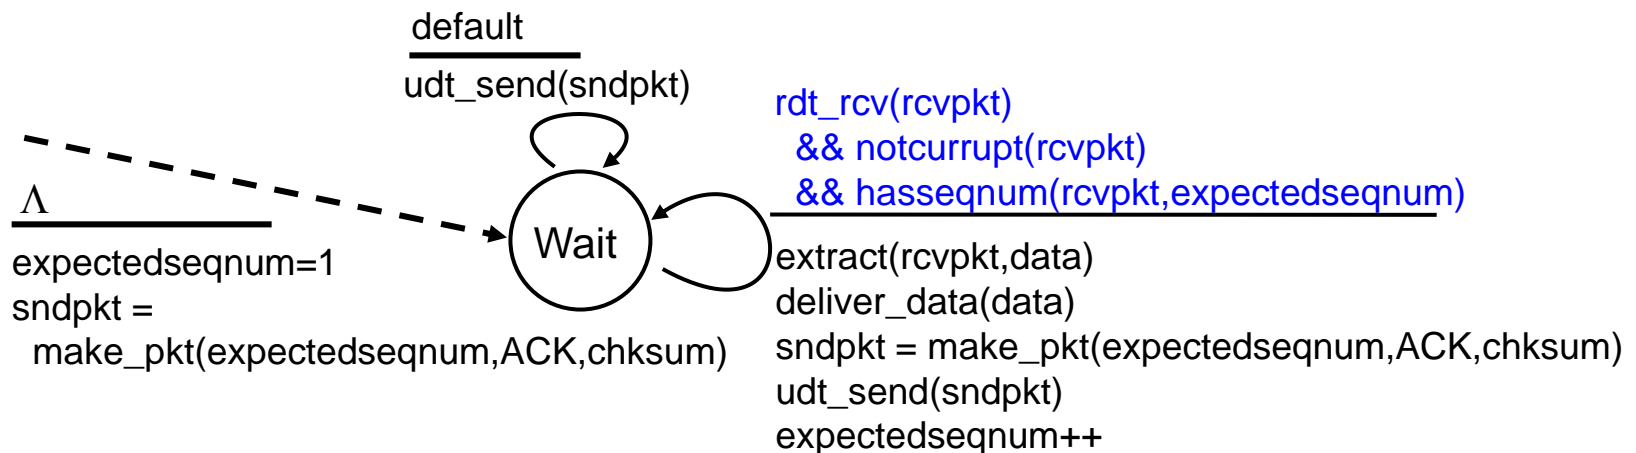 default
udt_send(sndpkt)
rdt_rcv(rcvpkt)
&& notcurrupt(rcvpkt)
&& hasseqnum(rcvpkt,expectedseqnum)
Λ
expectedseqnum=1
sndpkt =
make_pkt(expectedseqnum,ACK,chksum)
Wait
extract(rcvpkt,data)
deliver_data(data)
sndpkt = make_pkt(expectedseqnum,ACK,chksum)
udt_send(sndpkt)
expectedseqnum++